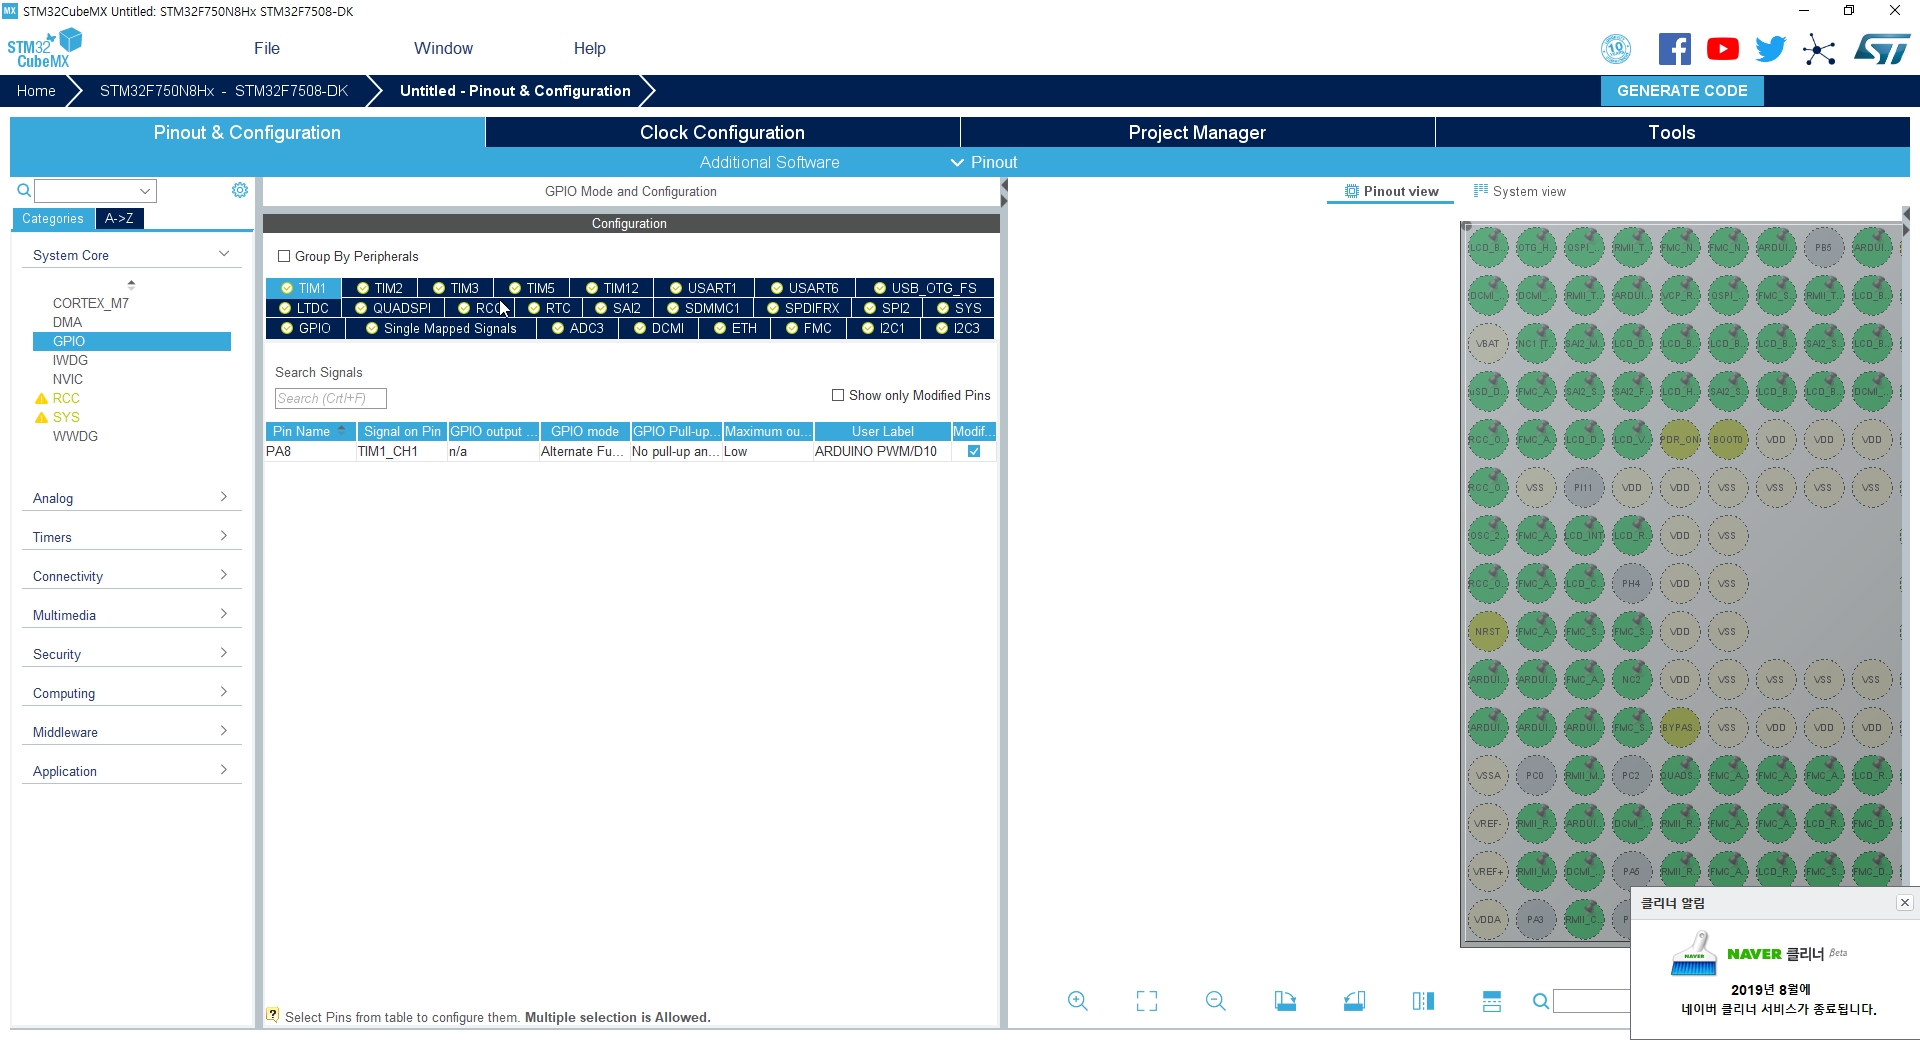 MX STM32CubeMX Untitled: STM32F750N8Hx STM32F7508-DK
STM32 CubeMX
File Window Help
10
Home STM32F750N8Hx - STM32F7508-DK Untitled - Pinout & Configuration GENERATE CODE
Pinout & Configuration Clock Configuration Project Manager Tools
Additional Software Pinout
GPIO Mode and Configuration
Pinout view System view
Categories A->Z
Configuration
System Core
CORTEX_M7
DMA
GPIO
IWDG
NVIC
RCC
SYS
WWDG
Analog
Timers
Connectivity
Multimedia
Security
Computing
Middleware
Application
Group By Peripherals
TIM1 TIM2 TIM3 TIM5 TIM12 USART1 USART6 USB_OTG_FS
LTDC QUADSPI RCC RTC SAI2 SDMMC1 SPDIFRX SPI2 SYS
GPIO Single Mapped Signals ADC3 DCMI ETH FMC I2C1 I2C3
Search Signals
Search (CrtI+F)
Show only Modified Pins
Pin Name Signal on Pin GPIO output ... GPIO mode GPIO Pull-up... Maximum ou... User Label Modif...
PA8 TIM1_CH1 n/a Alternate Fu... No pull-up an... Low ARDUINO PWM/D10
Select Pins from table to configure them. Multiple selection is Allowed.
LCD_B.. OTG_H.. QSPI_.. RMII_T.. FMC_N.. FMC_N.. ARDUI.. PB5 ARDUI..
DCMI_.. DCMI_.. RMII_T.. ARDUI.. VCP_R.. QSPI_.. FMC_S.. RMII_T.. LCD_B..
VBAT NC1 [T.. SAI2_M.. LCD_D.. LCD_B.. LCD_B.. LCD_B.. SAI2_S.. LCD_B..
uSD_D.. FMC_A.. SAI2_S.. SAI2_F.. LCD_H.. SAI2_S.. LCD_B.. LCD_B.. DCMI_..
RCC_O.. FMC_A.. LCD_D.. LCD_V.. PDR_ON BOOT0 VDD VDD VDD
RCC_O.. VSS PI11 VDD VDD VSS VSS VSS VSS
OSC_2.. FMC_A.. LCD_INT LCD_R.. VDD VSS
RCC_O.. FMC_A.. LCD_C.. PH4 VDD VSS
NRST FMC_A.. FMC_S.. FMC_S.. VDD VSS
ARDUI.. ARDUI.. FMC_A.. NC2 VDD VSS VSS VSS VSS
ARDUI.. ARDUI.. ARDUI.. FMC_S.. BYPAS.. VSS VDD VDD VDD
VSSA PC0 RMII_M.. PC2 QUADS.. FMC_A.. FMC_A.. FMC_A.. LCD_R..
VREF- RMII_R.. ARDUI.. DCMI_.. RMII_R.. FMC_A.. FMC_A.. LCD_R.. FMC_D..
VREF+ RMII_M.. DCMI_.. PA5 RMII_R.. FMC_A.. LCD_R.. FMC_S.. FMC_D..
VDDA PA3 RMII_C.. P
클리너 알림
NAVER
NAVER 클리너 Beta
2019년 8월에
네이버 클리너 서비스가 종료됩니다.